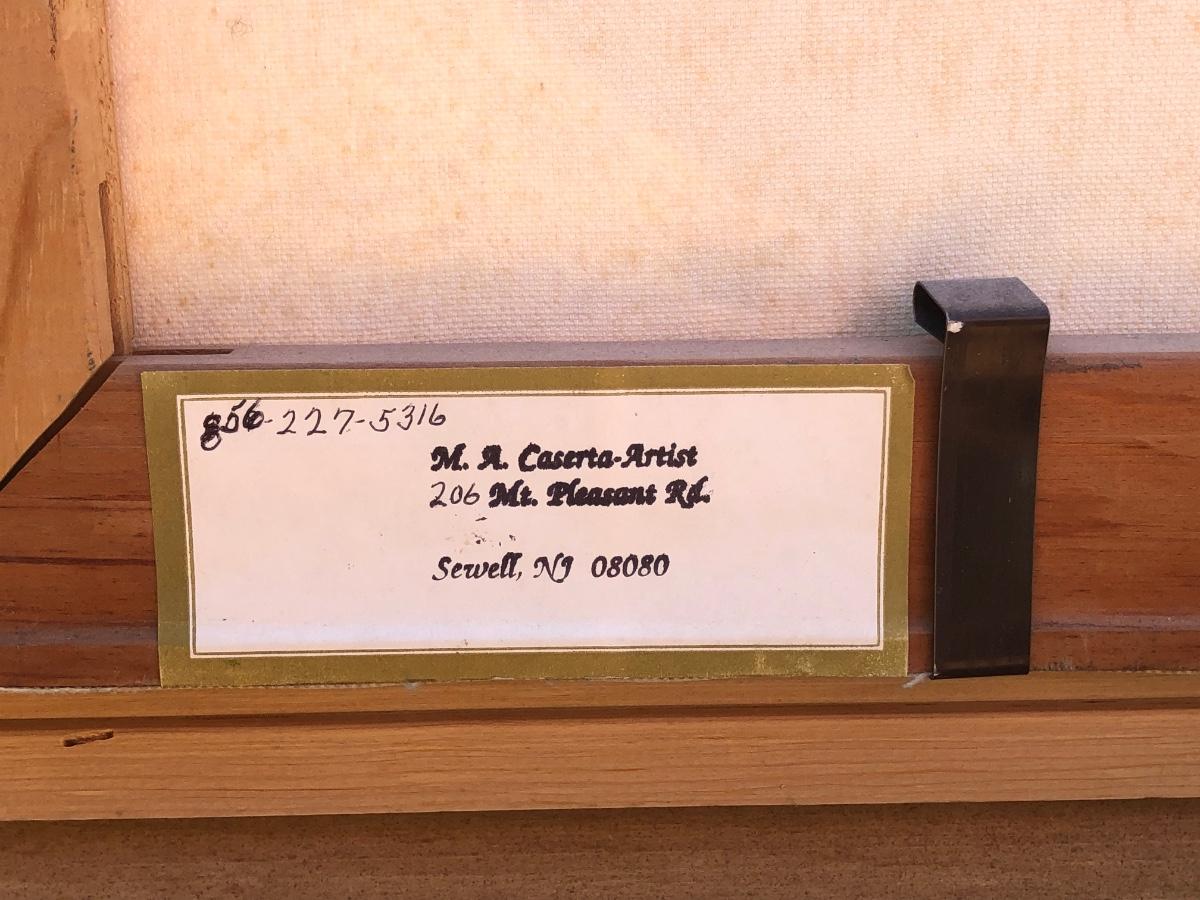 856-227-5316
M. A. Caserta-Artist
206 Mt. Pleasant Rd.
Sewell, NJ 08080